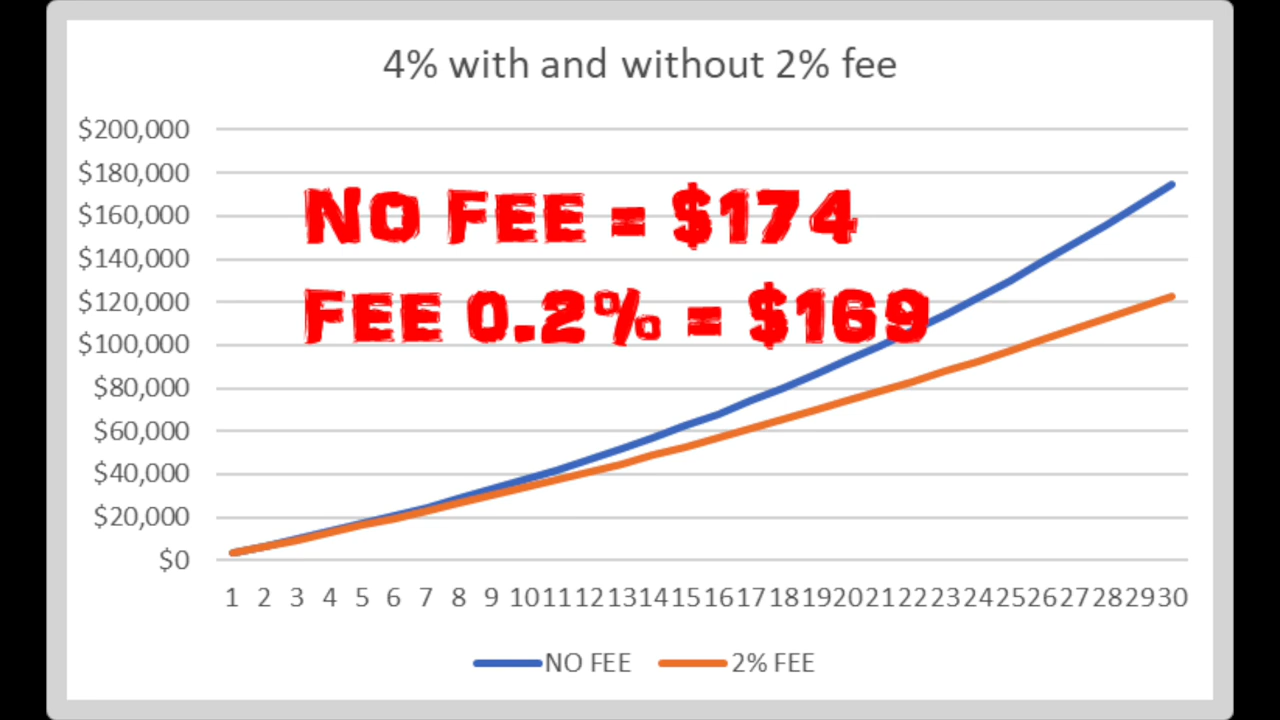 4% with and without 2% fee
$200,000
$180,000
$160,000
$140,000
$120,000
$100,000
$80,000
$60,000
$40,000
$20,000
$0
NO FEE = $174
FEE 0.2% = $169
1 2 3 4 5 6 7 8 9 10 11 12 13 14 15 16 17 18 19 20 21 22 23 24 25 26 27 28 29 30
NO FEE 2% FEE